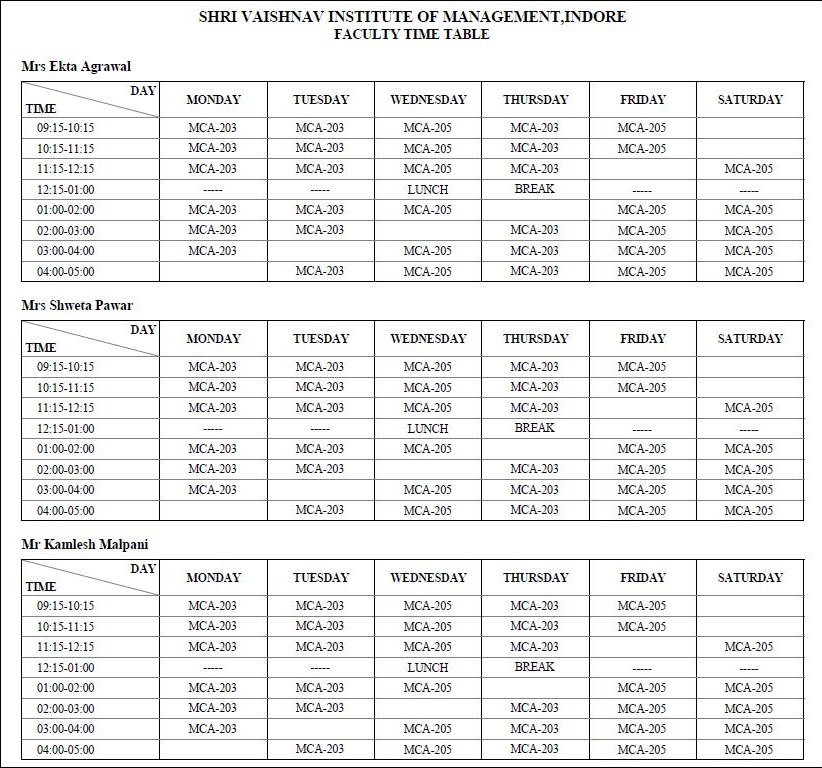 SHRI VAISHNAV INSTITUTE OF MANAGEMENT,INDORE
FACULTY TIME TABLE
Mrs Ekta Agrawal
DAY
TIME MONDAY TUESDAY WEDNESDAY THURSDAY FRIDAY SATURDAY
09:15-10:15 MCA-203 MCA-203 MCA-205 MCA-203 MCA-205
10:15-11:15 MCA-203 MCA-203 MCA-205 MCA-203 MCA-205
11:15-12:15 MCA-203 MCA-203 MCA-205 MCA-203 MCA-205
12:15-01:00 ----- ----- LUNCH BREAK ----- -----
01:00-02:00 MCA-203 MCA-203 MCA-205 MCA-205 MCA-205
02:00-03:00 MCA-203 MCA-203 MCA-203 MCA-205 MCA-205
03:00-04:00 MCA-203 MCA-205 MCA-203 MCA-205 MCA-205
04:00-05:00 MCA-203 MCA-205 MCA-203 MCA-205 MCA-205
Mrs Shweta Pawar
DAY
TIME MONDAY TUESDAY WEDNESDAY THURSDAY FRIDAY SATURDAY
09:15-10:15 MCA-203 MCA-203 MCA-205 MCA-203 MCA-205
10:15-11:15 MCA-203 MCA-203 MCA-205 MCA-203 MCA-205
11:15-12:15 MCA-203 MCA-203 MCA-205 MCA-203 MCA-205
12:15-01:00 ----- ----- LUNCH BREAK ----- -----
01:00-02:00 MCA-203 MCA-203 MCA-205 MCA-205 MCA-205
02:00-03:00 MCA-203 MCA-203 MCA-203 MCA-205 MCA-205
03:00-04:00 MCA-203 MCA-205 MCA-203 MCA-205 MCA-205
04:00-05:00 MCA-203 MCA-205 MCA-203 MCA-205 MCA-205
Mr Kamlesh Malpani
DAY
TIME MONDAY TUESDAY WEDNESDAY THURSDAY FRIDAY SATURDAY
09:15-10:15 MCA-203 MCA-203 MCA-205 MCA-203 MCA-205
10:15-11:15 MCA-203 MCA-203 MCA-205 MCA-203 MCA-205
11:15-12:15 MCA-203 MCA-203 MCA-205 MCA-203 MCA-205
12:15-01:00 ----- ----- LUNCH BREAK ----- -----
01:00-02:00 MCA-203 MCA-203 MCA-205 MCA-205 MCA-205
02:00-03:00 MCA-203 MCA-203 MCA-203 MCA-205 MCA-205
03:00-04:00 MCA-203 MCA-205 MCA-203 MCA-205 MCA-205
04:00-05:00 MCA-203 MCA-205 MCA-203 MCA-205 MCA-205